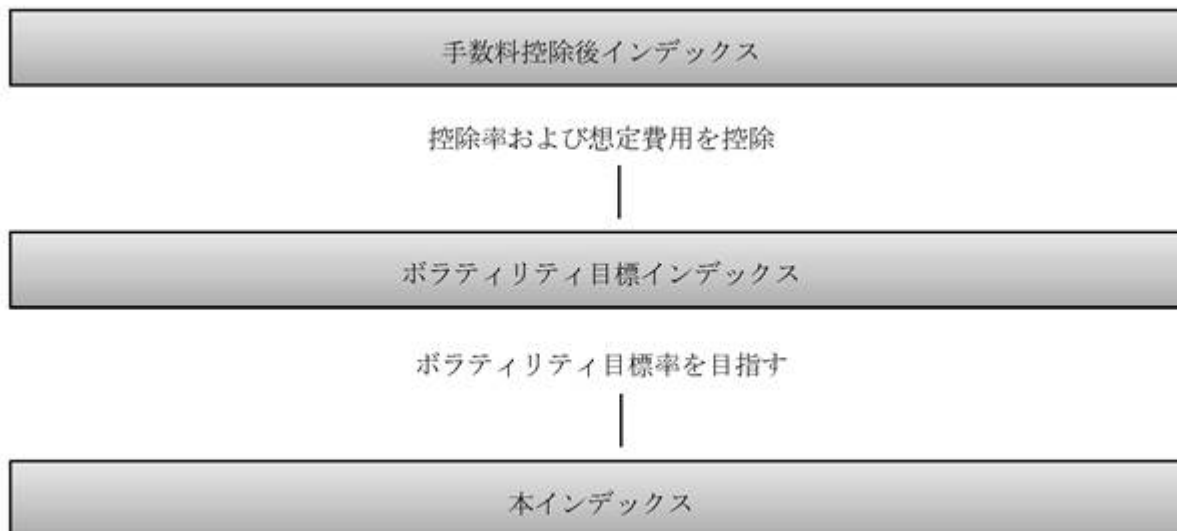 手数料控除後インデックス
控除率および想定費用を控除
ボラティリティ目標インデックス
ボラティリティ目標率を目指す
本インデックス